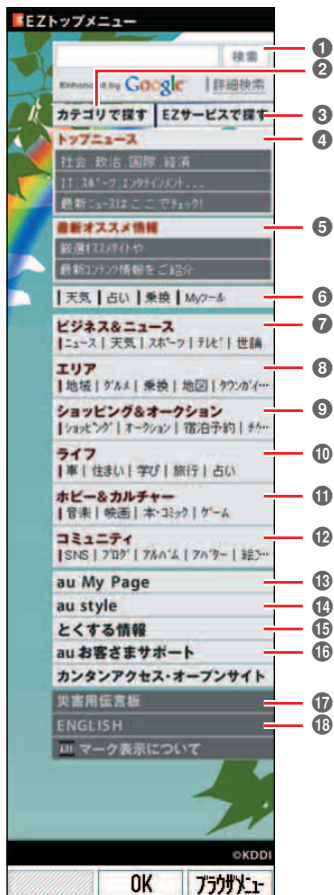 EZトップメニュー
検索
❶
❷
Enhanced by Google | 詳細検索
カテゴリで探す | EZサービスで探す
❸
トップニュース
❹
社会 政治 国際 経済
IT スポーツ エンタテインメント...
最新ニュースはここでチェック!
最新オススメ情報
❺
厳選オススメサイトや
最新コンテンツ情報をご紹介
| 天気 | 占い | 乗換 | Myツール
❻
ビジネス&ニュース
❼
| ニュース | 天気 | スポーツ | テレビ | 世論
エリア
❽
| 地域 | グルメ | 乗換 | 地図 | タウンガイ…
ショッピング&オークション
❾
| ショッピング | オークション | 宿泊予約 | チケ…
ライフ
❿
| 車 | 住まい | 学び | 旅行 | 占い
ホビー&カルチャー
⓫
| 音楽 | 映画 | 本・コミック | ゲーム
コミュニティ
⓬
| SNS | ブログ | アルバム | アバター | 絵文…
au My Page
⓭
au style
⓮
とくする情報
⓯
au お客さまサポート
⓰
カンタンアクセス・オープンサイト
災害用伝言板
⓱
ENGLISH
⓲
マーク表示について
©KDDI
OK
ブラウザメニュー